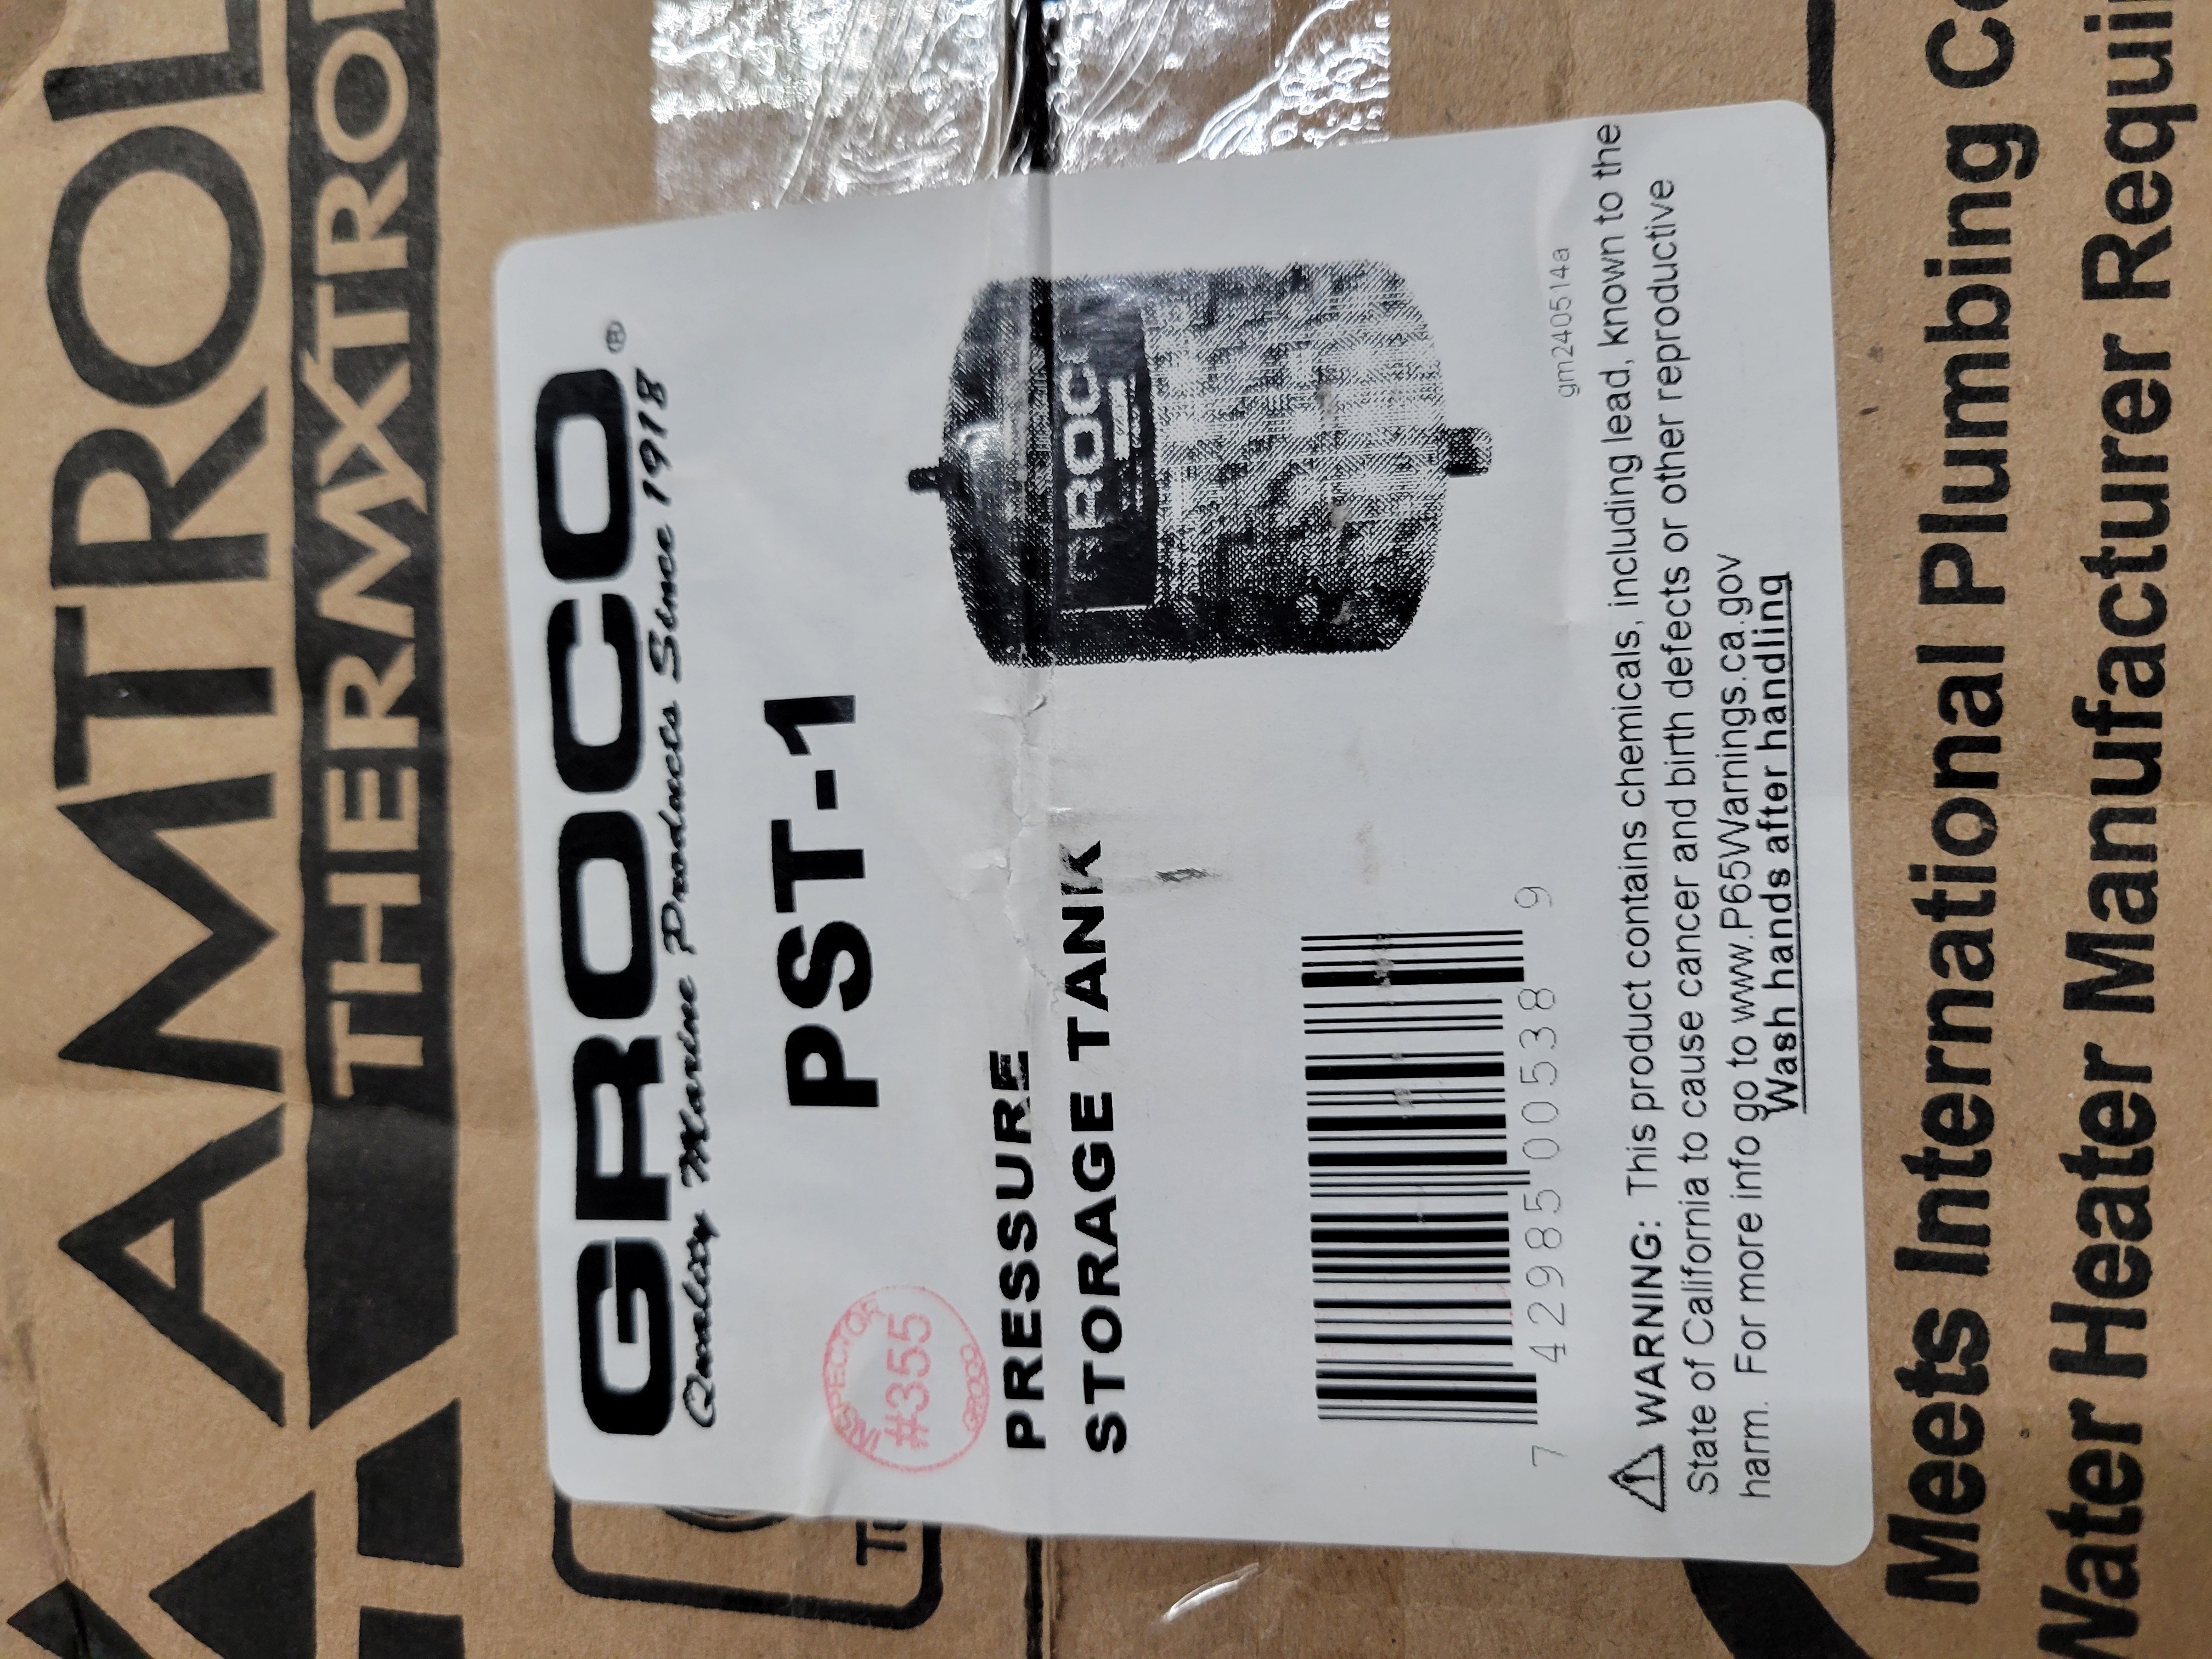 AMTROL
THERMXTROL
GROCO®
Quality Marine Products Since 1918
PST-1
INSPECTOR
#355
GROCO
PRESSURE
STORAGE TANK
GROCO
7 42985 00538 9
gm240514a
⚠ WARNING: This product contains chemicals, including lead, known to the
State of California to cause cancer and birth defects or other reproductive
harm. For more info go to www.P65Warnings.ca.gov
Wash hands after handling
Meets International Plumbing
Water Heater Manufacturer